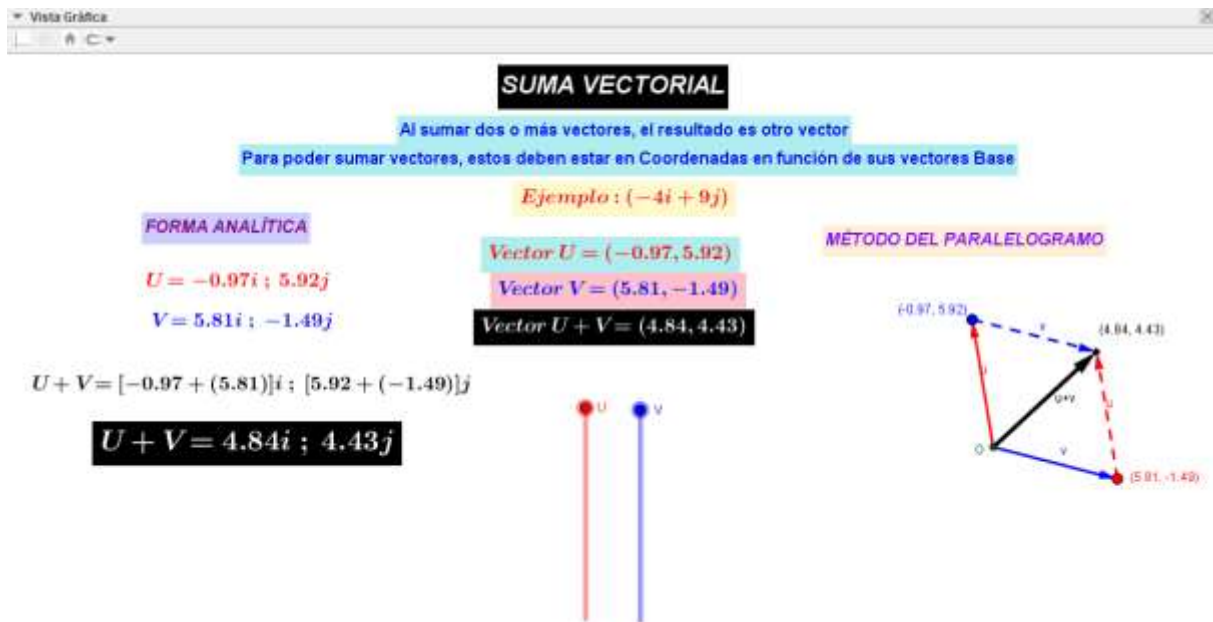 Vista Gráfica
SUMA VECTORIAL
Al sumar dos o más vectores, el resultado es otro vector
Para poder sumar vectores, estos deben estar en Coordenadas en función de sus vectores Base
Ejemplo : (−4i + 9j)
FORMA ANALÍTICA
U = −0.97i ; 5.92j
V = 5.81i ; −1.49j
U + V = [−0.97 + (5.81)]i ; [5.92 + (−1.49)]j
U + V = 4.84i ; 4.43j
Vector U = (−0.97, 5.92)
Vector V = (5.81, −1.49)
Vector U + V = (4.84, 4.43)
U
V
MÉTODO DEL PARALELOGRAMO
(-0.97, 5.92)
(4.84, 4.43)
v
u
u+v
u
O
v
(5.81, -1.49)